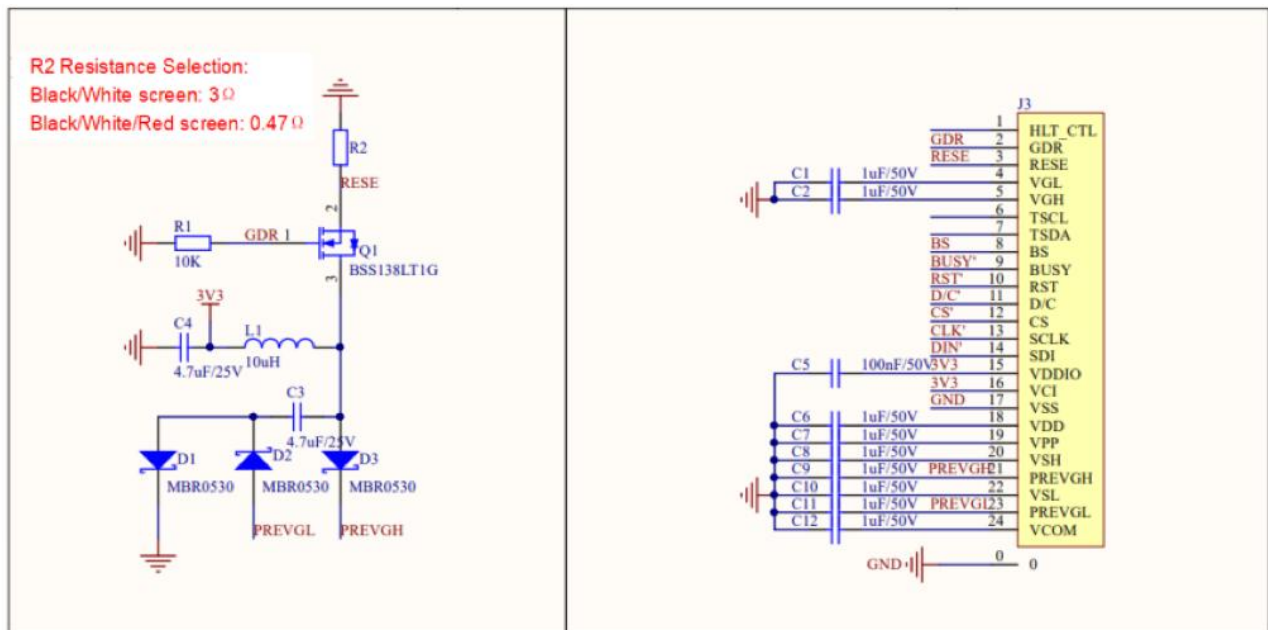 R2 Resistance Selection:
Black/White screen: 3Ω
Black/White/Red screen: 0.47Ω
R2
RESE
2
R1
GDR 1
Q1
10K
BSS138LT1G
3
3V3
C4
L1
10uH
4.7uF/25V
C3
4.7uF/25V
D1
D2
D3
MBR0530
MBR0530
MBR0530
PREVGL
PREVGH
J3
1 HLT_CTL
GDR 2 GDR
RESE 3 RESE
C1 1uF/50V 4 VGL
C2 1uF/50V 5 VGH
6 TSCL
7 TSDA
BS 8 BS
BUSY' 9 BUSY
RST' 10 RST
D/C' 11 D/C
CS' 12 CS
CLK' 13 SCLK
DIN' 14 SDI
C5 100nF/50V 3V3 15 VDDIO
3V3 16 VCI
GND 17 VSS
C6 1uF/50V 18 VDD
C7 1uF/50V 19 VPP
C8 1uF/50V 20 VSH
C9 1uF/50V PREVGH 21 PREVGH
C10 1uF/50V 22 VSL
C11 1uF/50V PREVGL 23 PREVGL
C12 1uF/50V 24 VCOM
GND 0 0